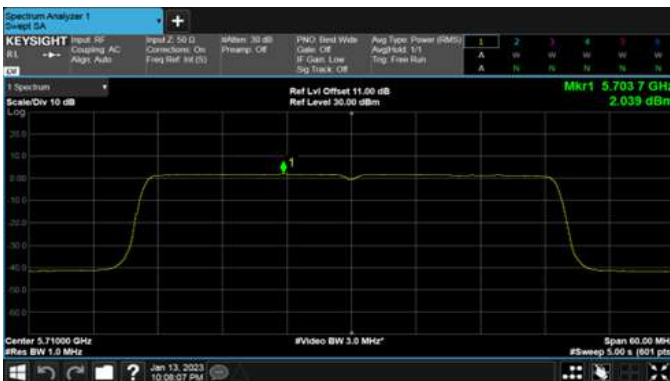 Spectrum Analyzer 1
Swept SA
+
KEYSIGHT
RL
Input: RF
Coupling: AC
Align: Auto
Input Z: 50 Ω
Corrections: On
Freq Ref: Int (S)
#Atten: 30 dB
Preamp: Off
PNO: Best Wide
Gate: Off
IF Gain: Low
Sig Track: Off
Avg Type: Power (RMS)
Avg|Hold: 1/1
Trig: Free Run
1 2 3 4 5 6
A W W W W W
A N N N N N
1 Spectrum
Scale/Div 10 dB
Log
Ref Lvl Offset 11.00 dB
Ref Level 30.00 dBm
Mkr1 5.703 7 GHz
2.039 dBm
20.0
10.0
0.00
-10.0
-20.0
-30.0
-40.0
-50.0
-60.0
1
Center 5.71000 GHz
#Res BW 1.0 MHz
#Video BW 3.0 MHz*
Span 60.00 MHz
#Sweep 5.00 s (601 pts)
?
Jan 13, 2023
10:08:07 PM